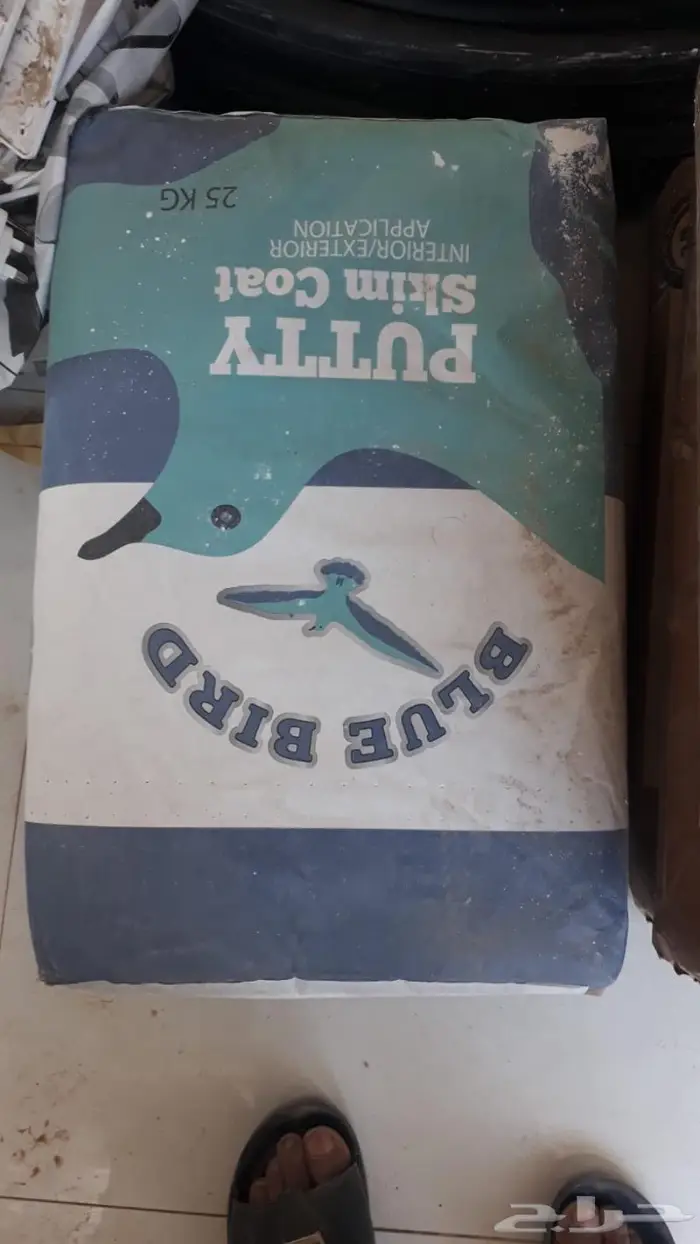 BLUE BIRD
PUTTY
Skim Coat
INTERIOR/EXTERIOR
APPLICATION
25 KG
حراج